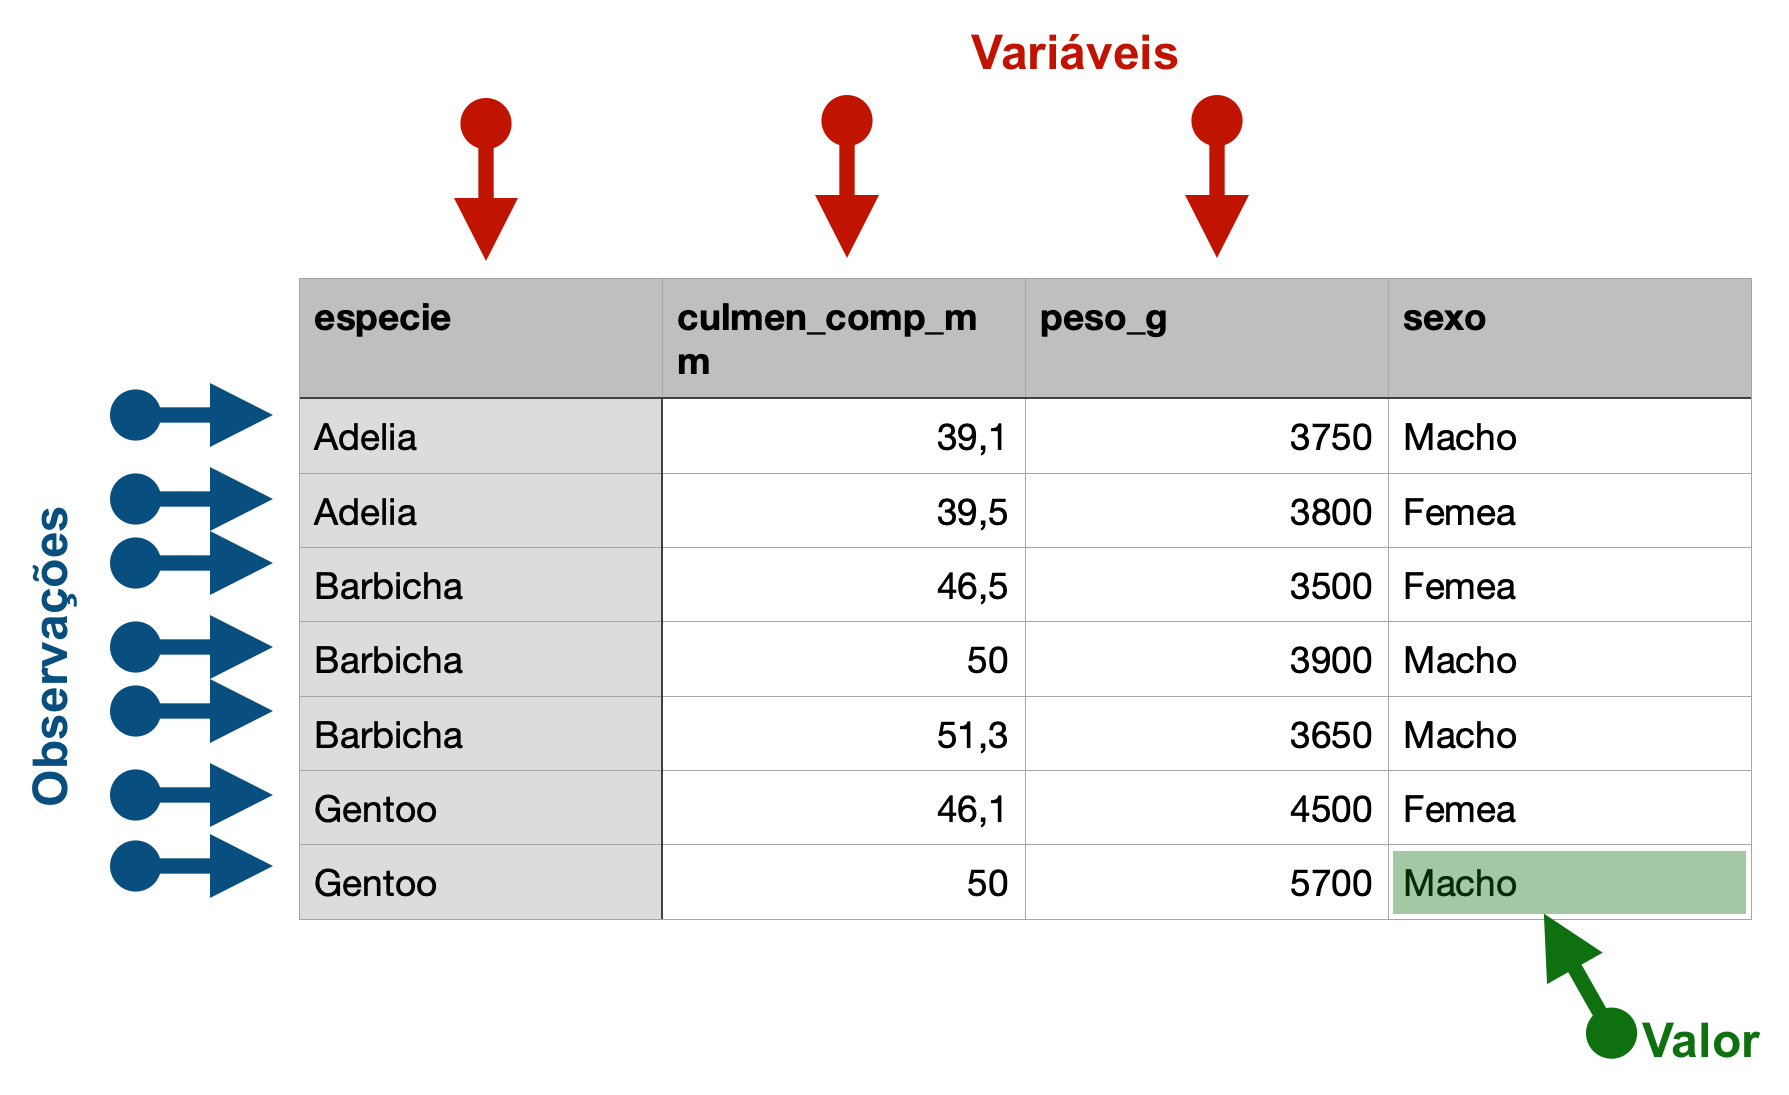 Variáveis
especie culmen_comp_m peso_g sexo
m
Adelia 39,1 3750 Macho
Adelia 39,5 3800 Femea
Barbicha 46,5 3500 Femea
Barbicha 50 3900 Macho
Barbicha 51,3 3650 Macho
Gentoo 46,1 4500 Femea
Gentoo 50 5700 Macho
Observações
Valor